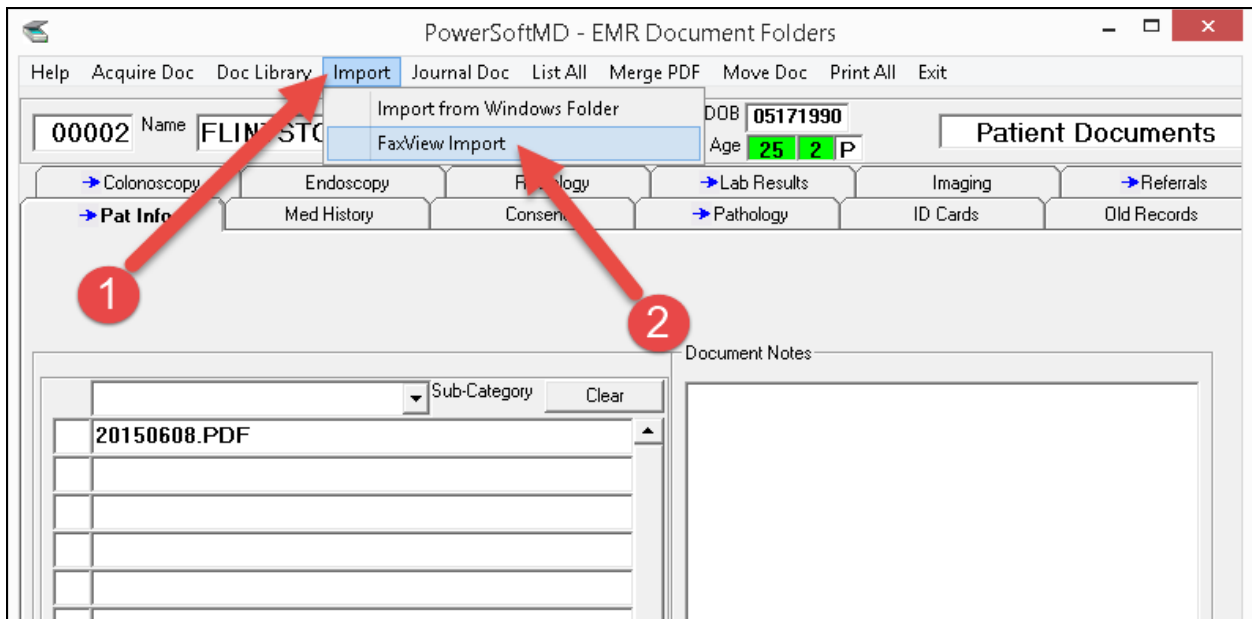 PowerSoftMD - EMR Document Folders
Help Acquire Doc Doc Library Import Journal Doc List All Merge PDF Move Doc Print All Exit
Import from Windows Folder
FaxView Import
00002 Name DOB 05171990
Age 25 2 P
Patient Documents
Colonoscopy Endoscopy Lab Results Imaging Referrals
Pat Info Med History Pathology ID Cards Old Records
1
2
Document Notes
Sub-Category Clear
20150608.PDF